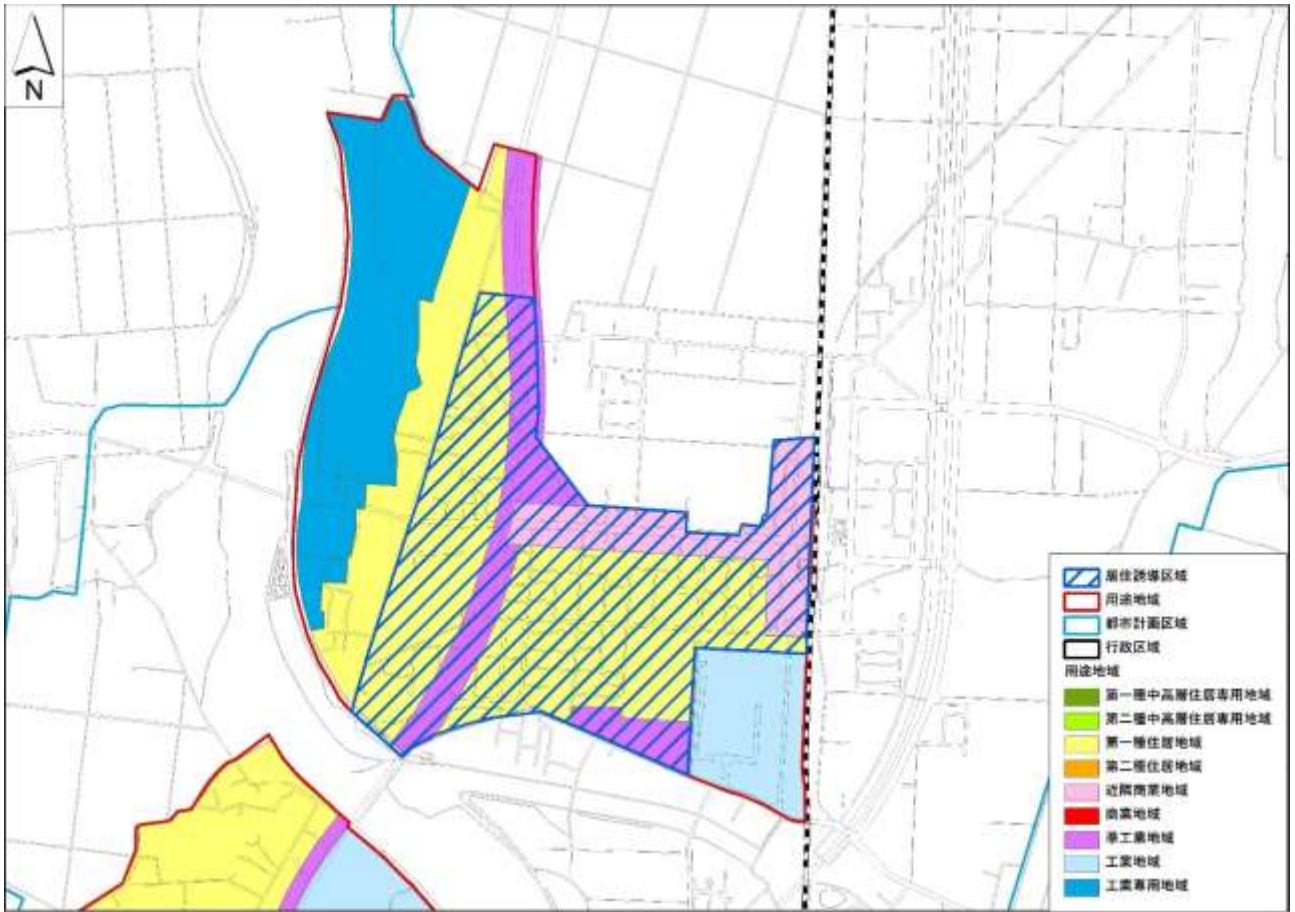 N
居住誘導区域
用途地域
都市計画区域
行政区域
用途地域
第一種中高層住居専用地域
第二種中高層住居専用地域
第一種住居地域
第二種住居地域
近隣商業地域
商業地域
準工業地域
工業地域
工業専用地域